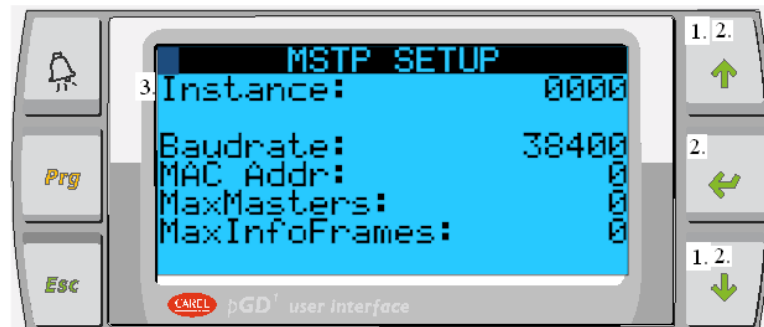 MSTP SETUP
1. 2.
3. Instance: 0000
Baudrate: 38400
2.
MAC Addr: 0
Prg
MaxMasters: 0
MaxInfoFrames: 0
1. 2.
Esc
CAREL pGD¹ user interface